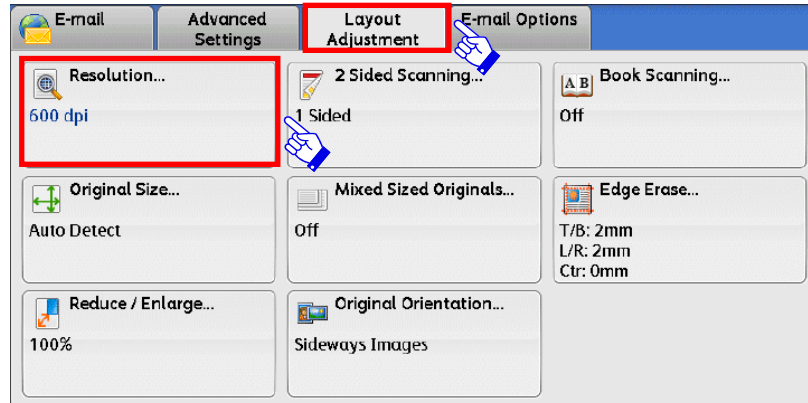 E-mail
Advanced
Settings
Layout
Adjustment
E-mail Options
Resolution...
600 dpi
2 Sided Scanning...
1 Sided
A B
Book Scanning...
Off
Original Size...
Auto Detect
Mixed Sized Originals...
Off
Edge Erase...
T/B: 2mm
L/R: 2mm
Ctr: 0mm
Reduce / Enlarge...
100%
Original Orientation...
Sideways Images